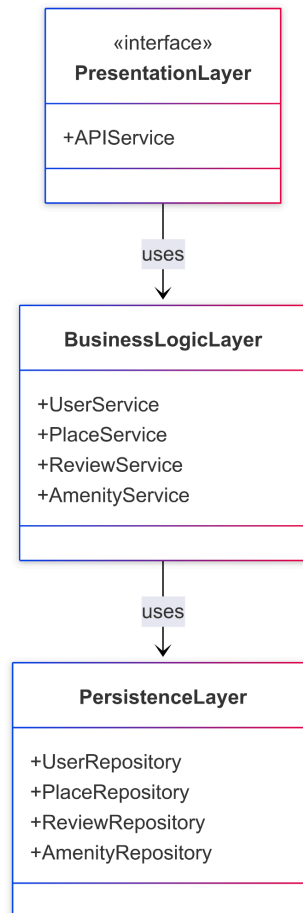 «interface»
PresentationLayer
+APIService
uses
BusinessLogicLayer
+UserService
+PlaceService
+ReviewService
+AmenityService
uses
PersistenceLayer
+UserRepository
+PlaceRepository
+ReviewRepository
+AmenityRepository